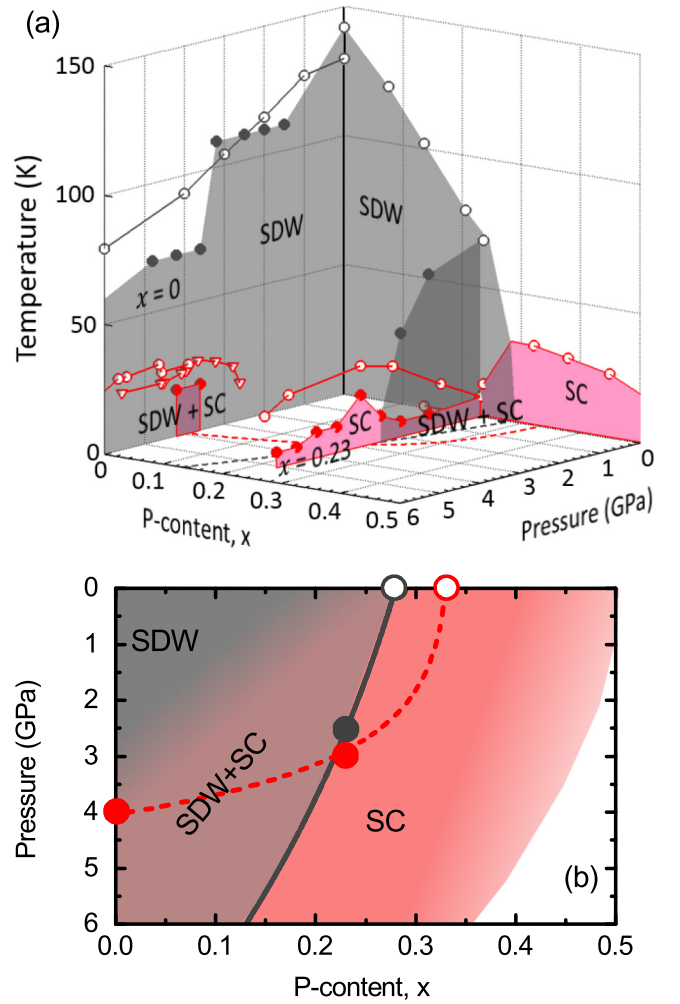 (a)
150
100
50
0
Temperature (K)
SDW
SDW
x = 0
SDW + SC
SC
SDW + SC
SC
x = 0.23
0
0.1
0.2
0.3
0.4
0.5
P-content, x
6
5
4
3
2
1
0
Pressure (GPa)
0
1
2
3
4
5
6
Pressure (GPa)
SDW
SDW+SC
SC
(b)
0.0
0.1
0.2
0.3
0.4
0.5
P-content, x